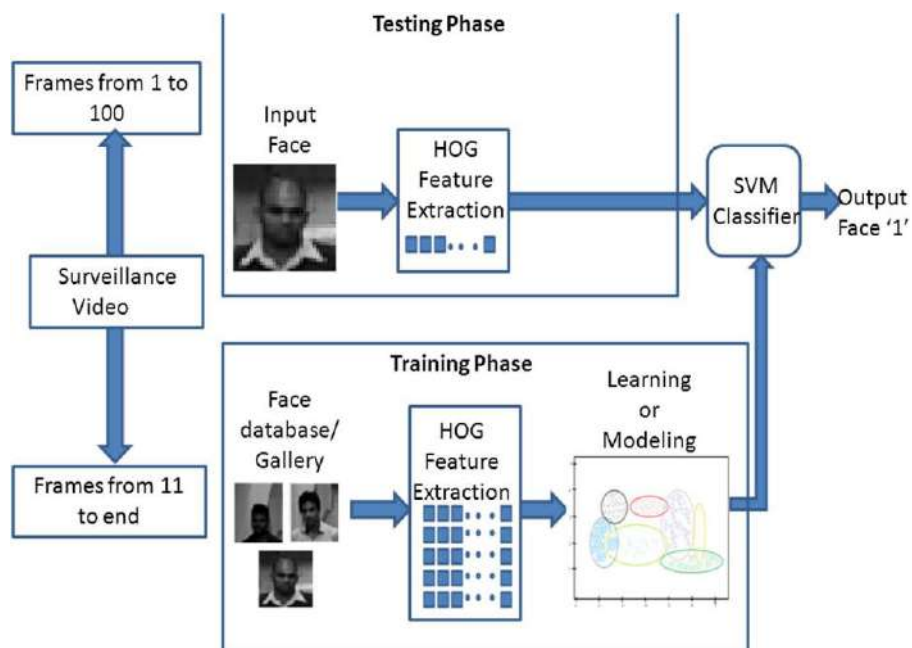 Testing Phase
Frames from 1 to
100
Input
Face
HOG
Feature
Extraction
SVM
Classifier
Output
Face '1'
Surveillance
Video
Training Phase
Face
database/
Gallery
HOG
Feature
Extraction
Learning
or
Modeling
Frames from 11
to end